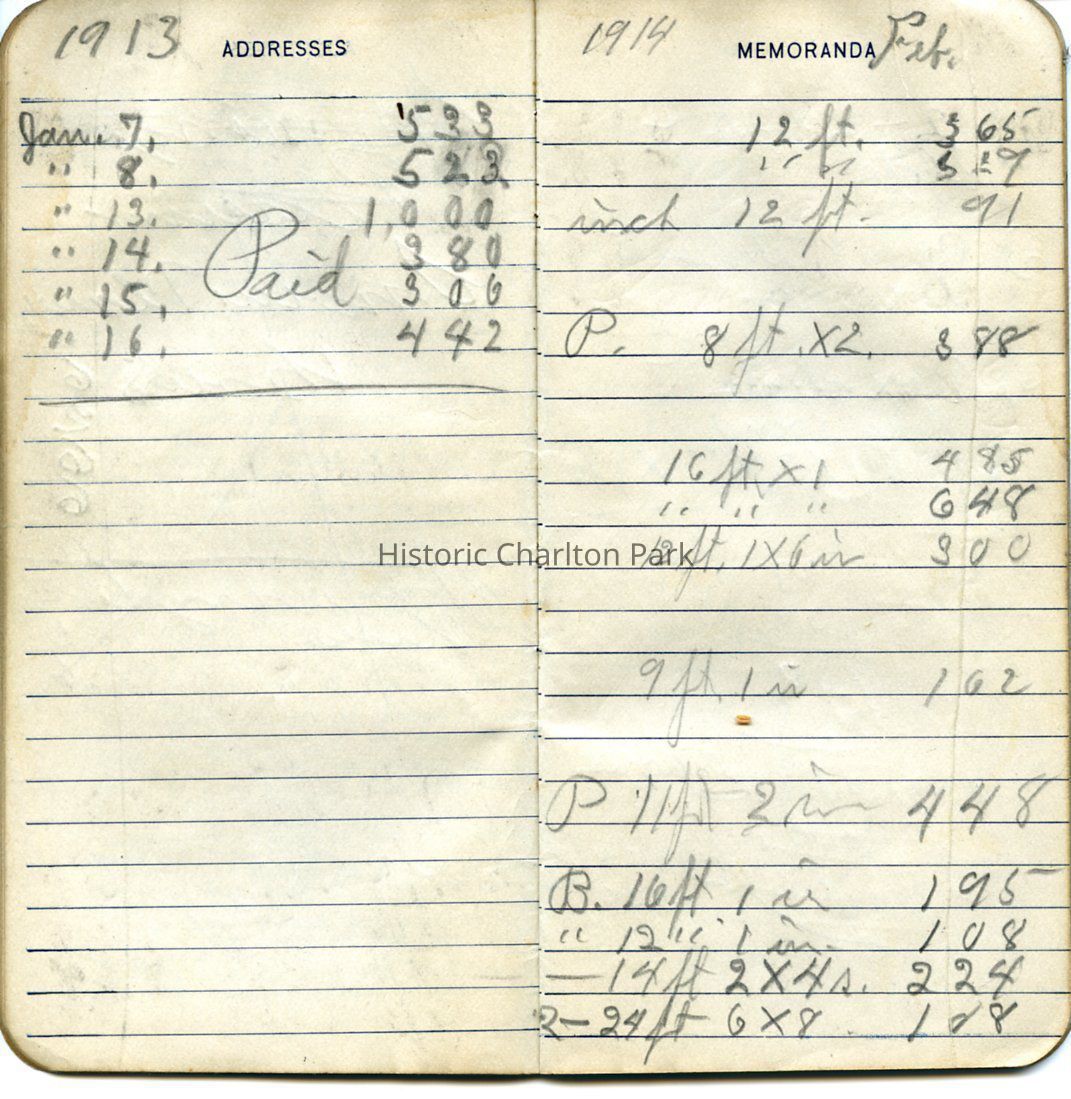 1913 ADDRESSES
Jan. 7. 533
" 8. 523
" 13. 1,000
" 14. 380
Paid
" 15. 306
" 16. 442
1914 MEMORANDA Feb.
12 ft. 365
" "
inch 12 ft. 91
P. 8 ft. X2. 388
16 ft X 1 485
" " " 648
ft. 1X6 in 300
9 ft 1 in 162
P 11 ft 2 in 448
B. 16 ft 1 in 195
" 12 " 1 in. 108
— 14 ft 2X4s. 224
2 – 24 ft 6X8
Historic Charlton Park